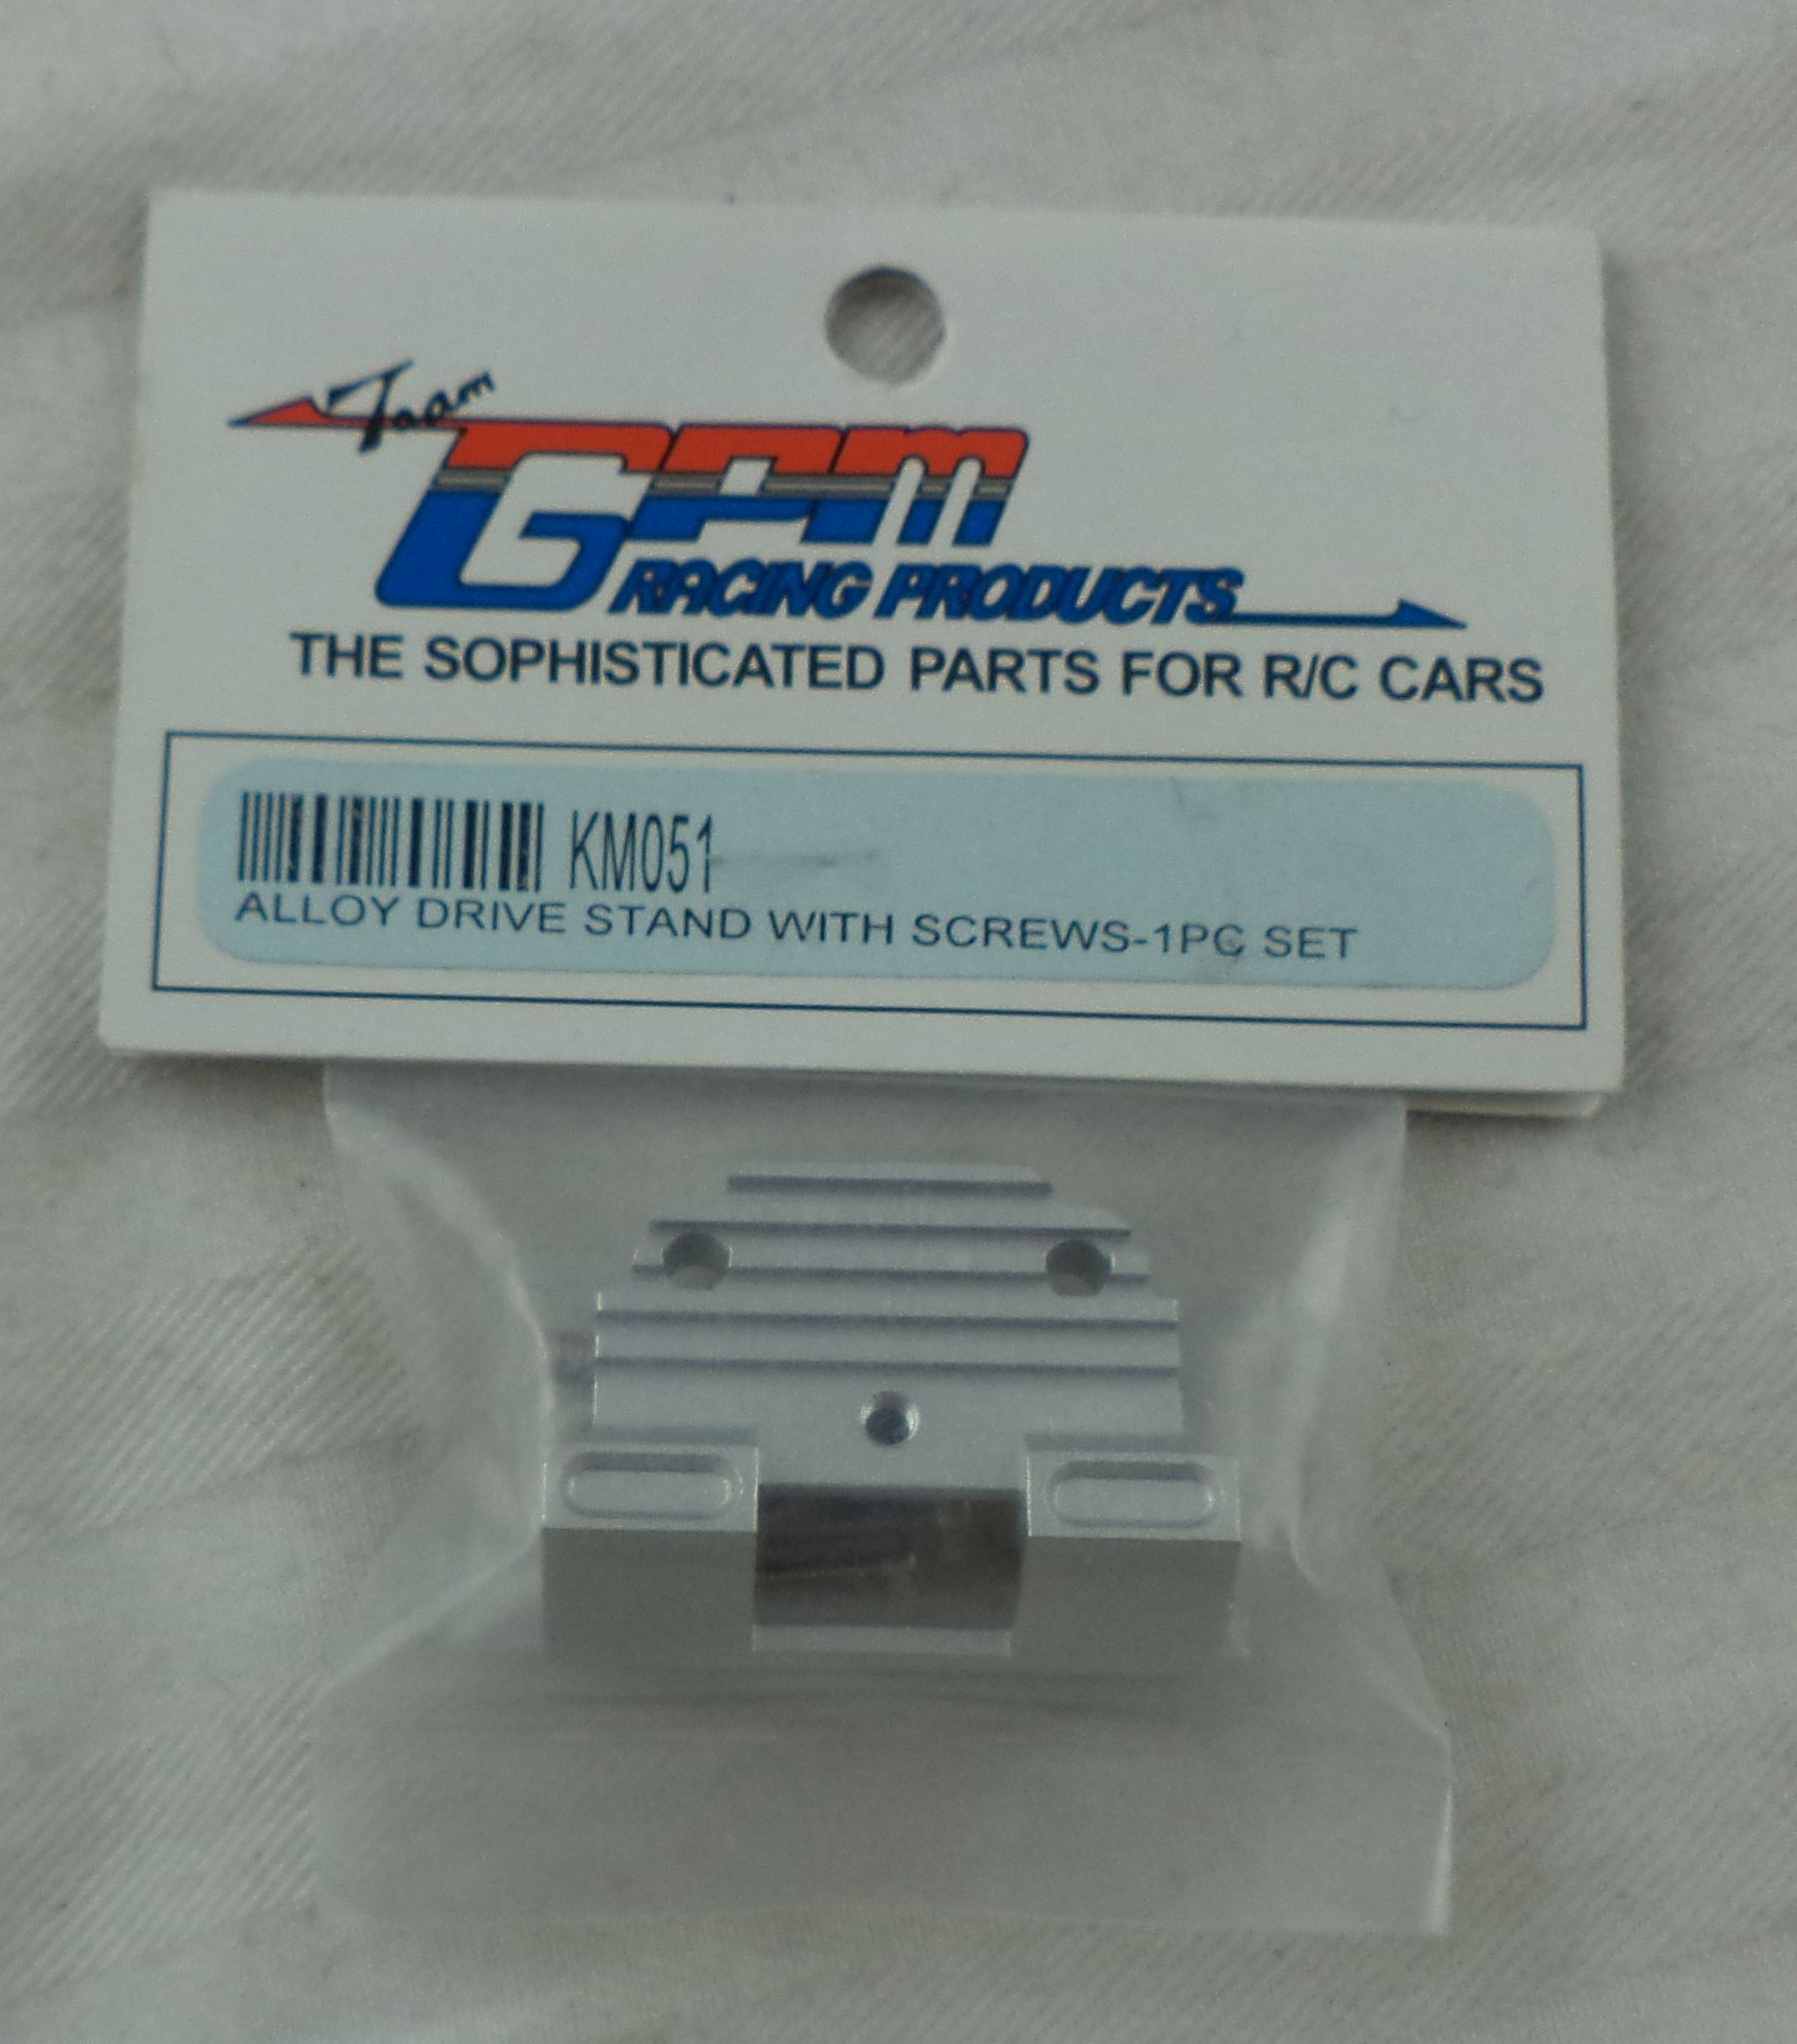 Team
GPM
RACING PRODUCTS
THE SOPHISTICATED PARTS FOR R/C CARS
KM051
ALLOY DRIVE STAND WITH SCREWS-1PC SET